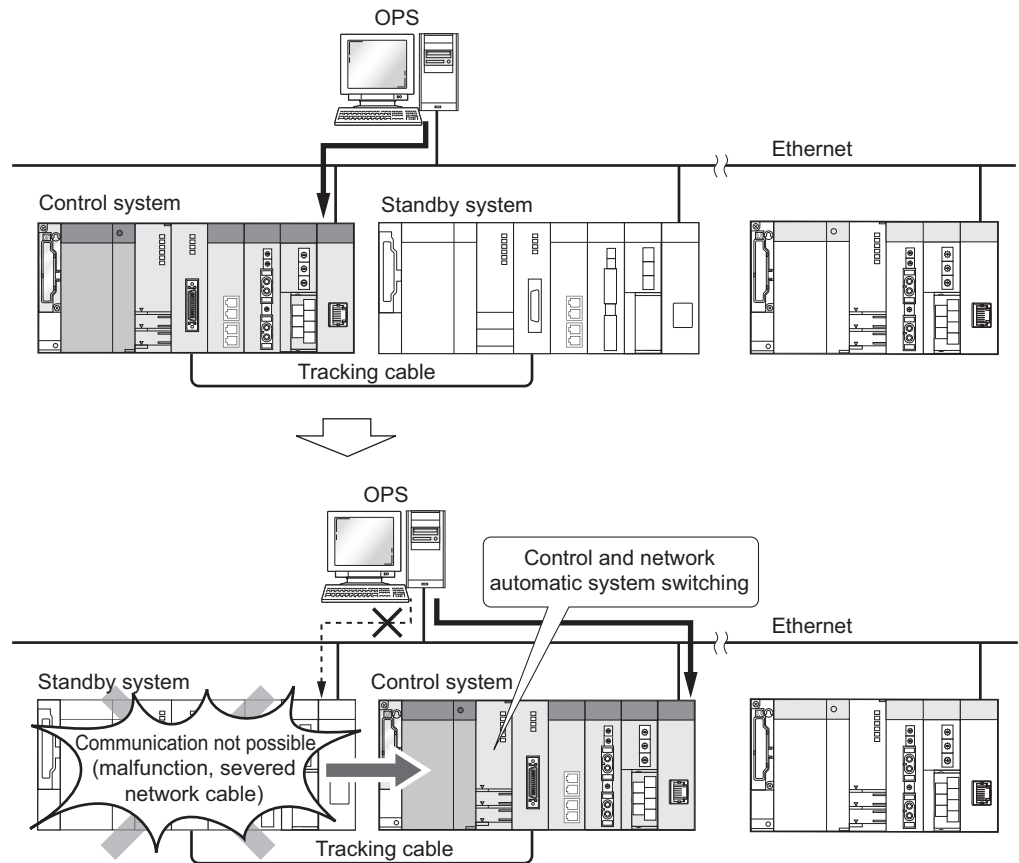 OPS
Ethernet
Control system
Standby system
Tracking cable
OPS
Control and network
automatic system switching
Ethernet
Standby system
Control system
Communication not possible
(malfunction, severed
network cable)
Tracking cable